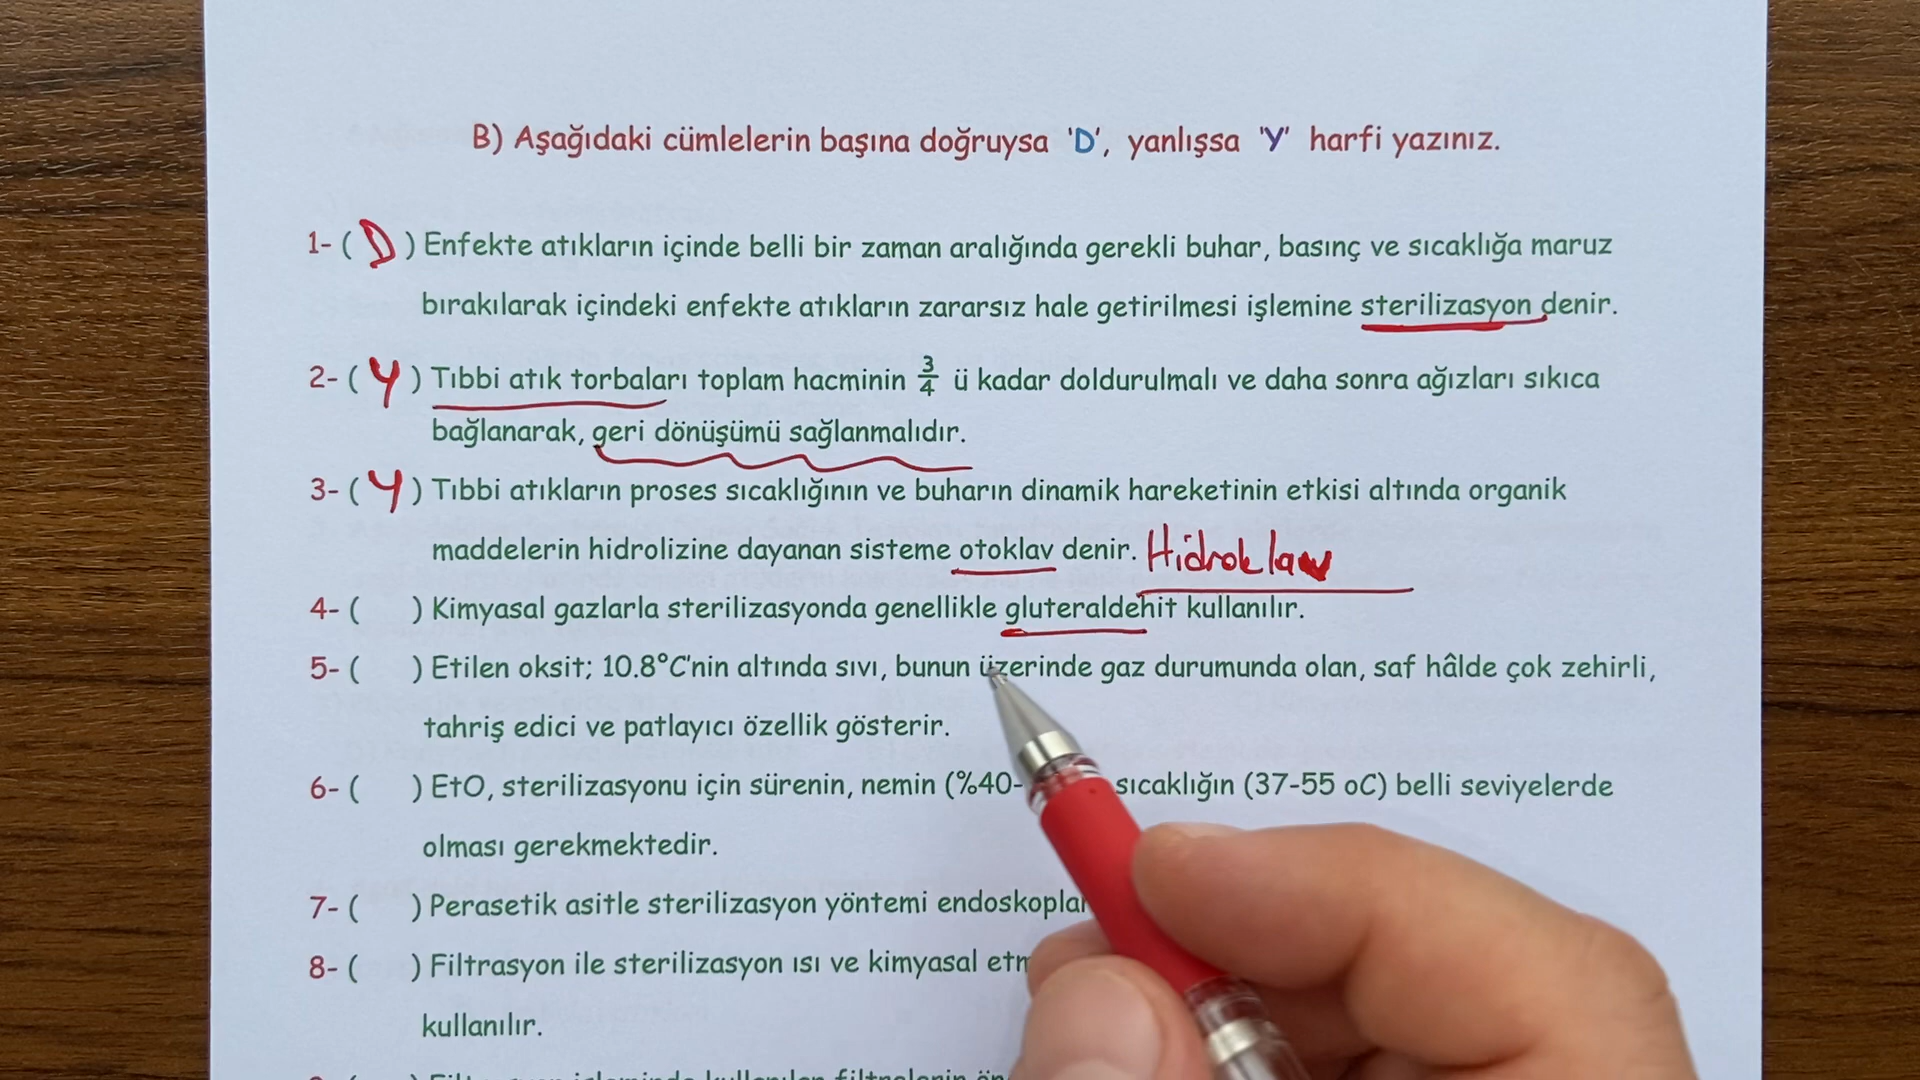 B) Aşağıdaki cümlelerin başına doğruysa 'D', yanlışsa 'Y' harfi yazınız.
1- ( D ) Enfekte atıkların içinde belli bir zaman aralığında gerekli buhar, basınç ve sıcaklığa maruz
bırakılarak içindeki enfekte atıkların zararsız hale getirilmesi işlemine sterilizasyon denir.
2- ( Y ) Tıbbi atık torbaları toplam hacminin 3/4 ü kadar doldurulmalı ve daha sonra ağızları sıkıca
bağlanarak, geri dönüşümü sağlanmalıdır.
3- ( Y ) Tıbbi atıkların proses sıcaklığının ve buharın dinamik hareketinin etkisi altında organik
maddelerin hidrolizine dayanan sisteme otoklav denir. Hidroklav
4- ( ) Kimyasal gazlarla sterilizasyonda genellikle gluteraldehit kullanılır.
5- ( ) Etilen oksit; 10.8°C'nin altında sıvı, bunun üzerinde gaz durumunda olan, saf hâlde çok zehirli,
tahriş edici ve patlayıcı özellik gösterir.
6- ( ) EtO, sterilizasyonu için sürenin, nemin (%40- sıcaklığın (37-55 oC) belli seviyelerde
olması gerekmektedir.
7- ( ) Perasetik asitle sterilizasyon yöntemi
8- ( ) Filtrasyon ile sterilizasyon ısı ve kimyasal
kullanılır.